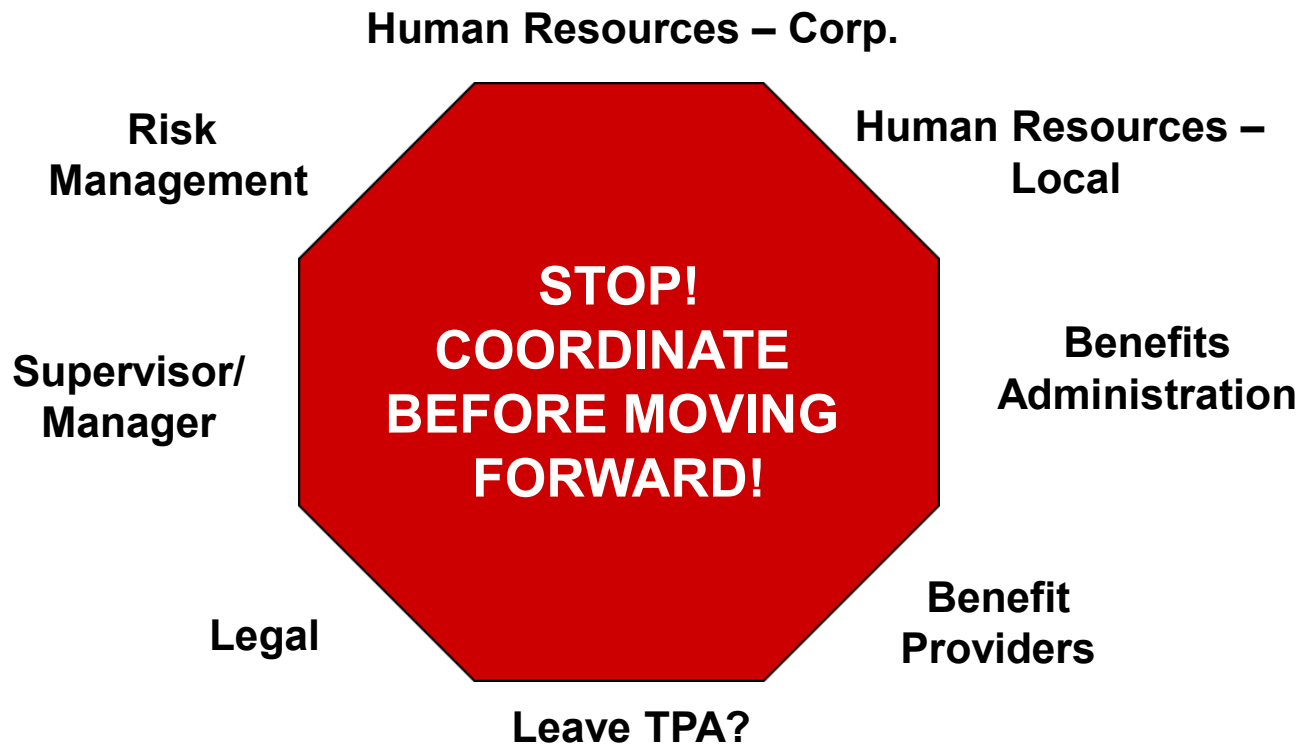 Human Resources – Corp.
Risk
Management
Human Resources –
Local
STOP!
COORDINATE
BEFORE MOVING
FORWARD!
Supervisor/
Manager
Benefits
Administration
Legal
Benefit
Providers
Leave TPA?